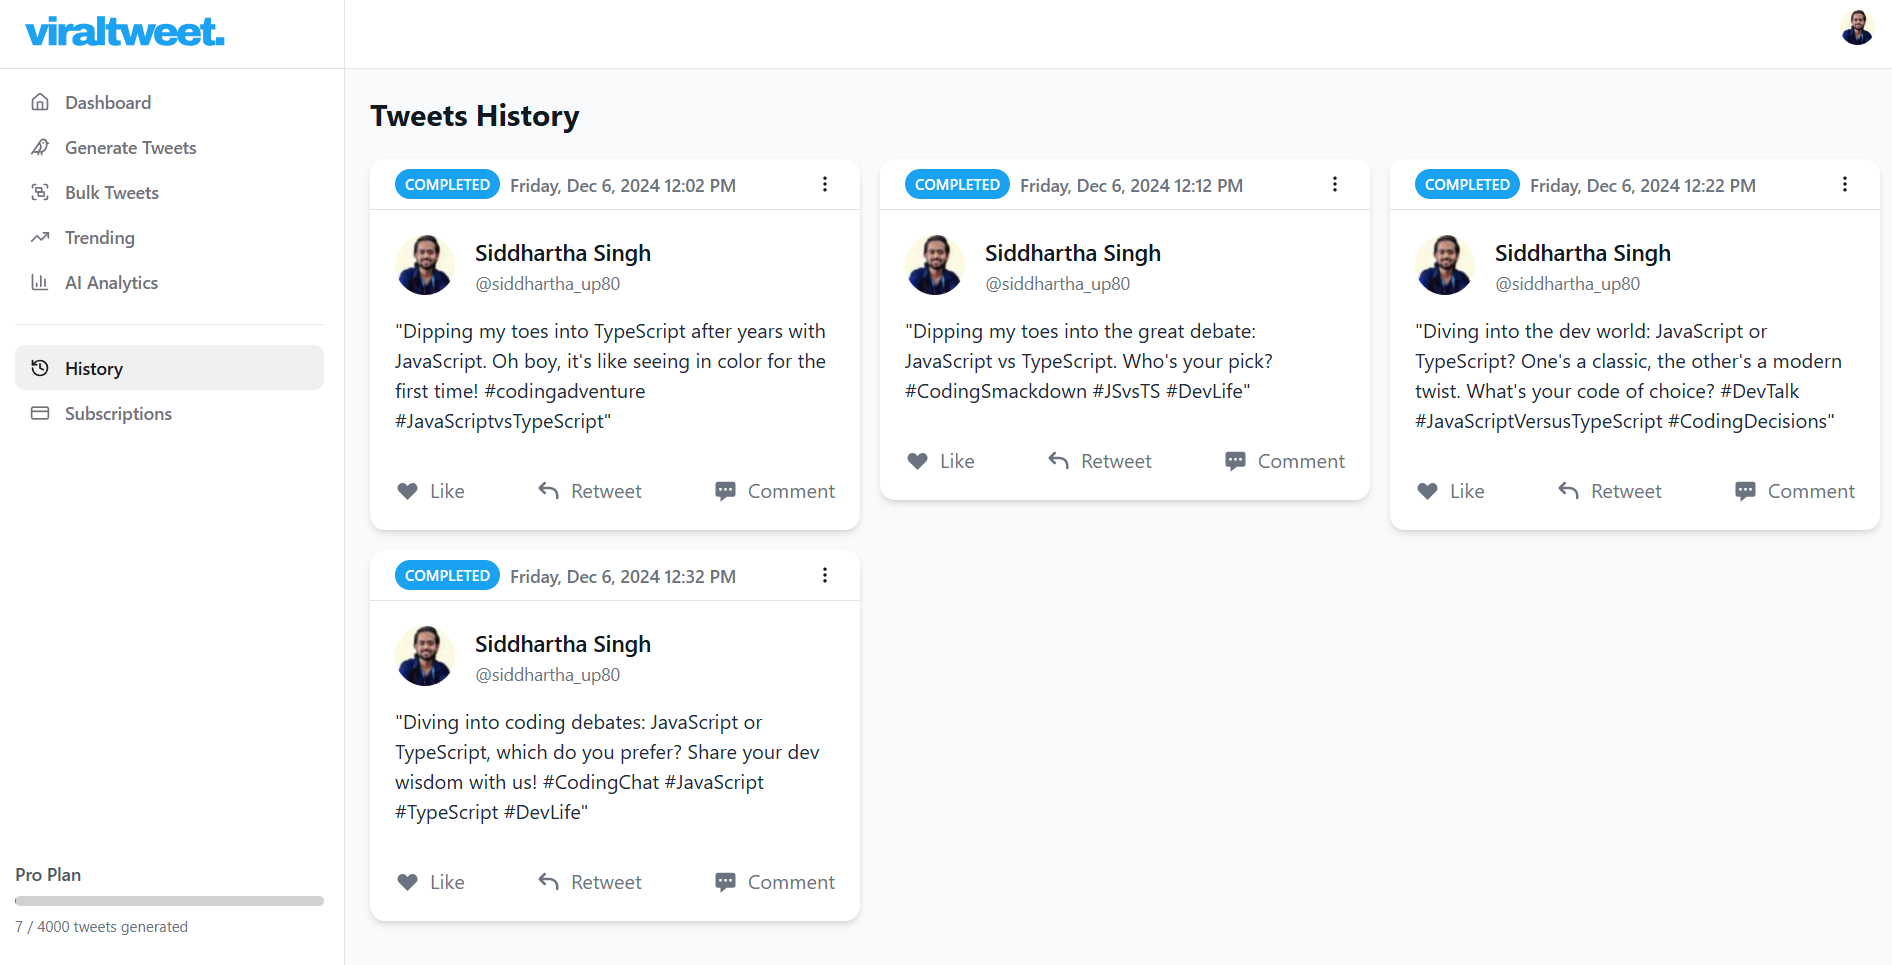 viraltweet.
Dashboard
Generate Tweets
Bulk Tweets
Trending
AI Analytics
History
Subscriptions
Pro Plan
7 / 4000 tweets generated
Tweets History
COMPLETED Friday, Dec 6, 2024 12:02 PM
Siddhartha Singh
@siddhartha_up80
"Dipping my toes into TypeScript after years with
JavaScript. Oh boy, it's like seeing in color for the
first time! #codingadventure
#JavaScriptvsTypeScript"
Like Retweet Comment
COMPLETED Friday, Dec 6, 2024 12:12 PM
Siddhartha Singh
@siddhartha_up80
"Dipping my toes into the great debate:
JavaScript vs TypeScript. Who's your pick?
#CodingSmackdown #JSvsTS #DevLife"
Like Retweet Comment
COMPLETED Friday, Dec 6, 2024 12:22 PM
Siddhartha Singh
@siddhartha_up80
"Diving into the dev world: JavaScript or
TypeScript? One's a classic, the other's a modern
twist. What's your code of choice? #DevTalk
#JavaScriptVersusTypeScript #CodingDecisions"
Like Retweet Comment
COMPLETED Friday, Dec 6, 2024 12:32 PM
Siddhartha Singh
@siddhartha_up80
"Diving into coding debates: JavaScript or
TypeScript, which do you prefer? Share your dev
wisdom with us! #CodingChat #JavaScript
#TypeScript #DevLife"
Like Retweet Comment